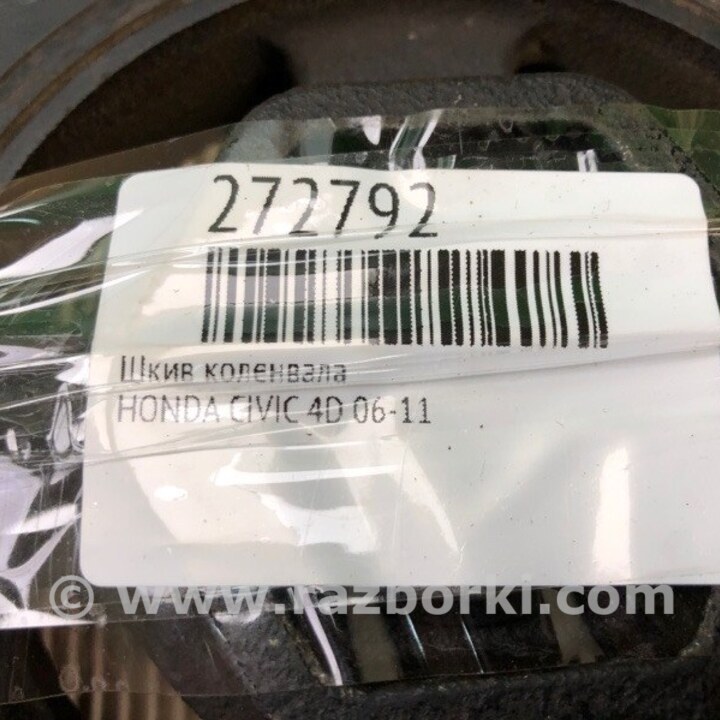 272792
Шкив коленвала
HONDA CIVIC 4D 06-11
© www.razborki.com